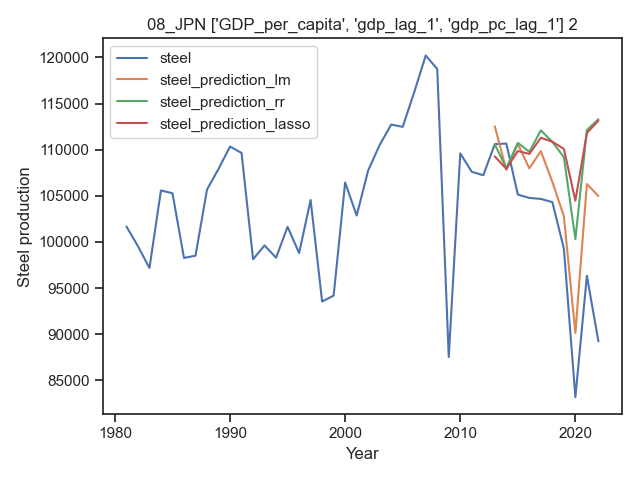 08_JPN ['GDP_per_capita', 'gdp_lag_1', 'gdp_pc_lag_1'] 2
steel
steel_prediction_lm
steel_prediction_rr
steel_prediction_lasso
Steel production
120000
115000
110000
105000
100000
95000
90000
85000
1980
1990
2000
2010
2020
Year